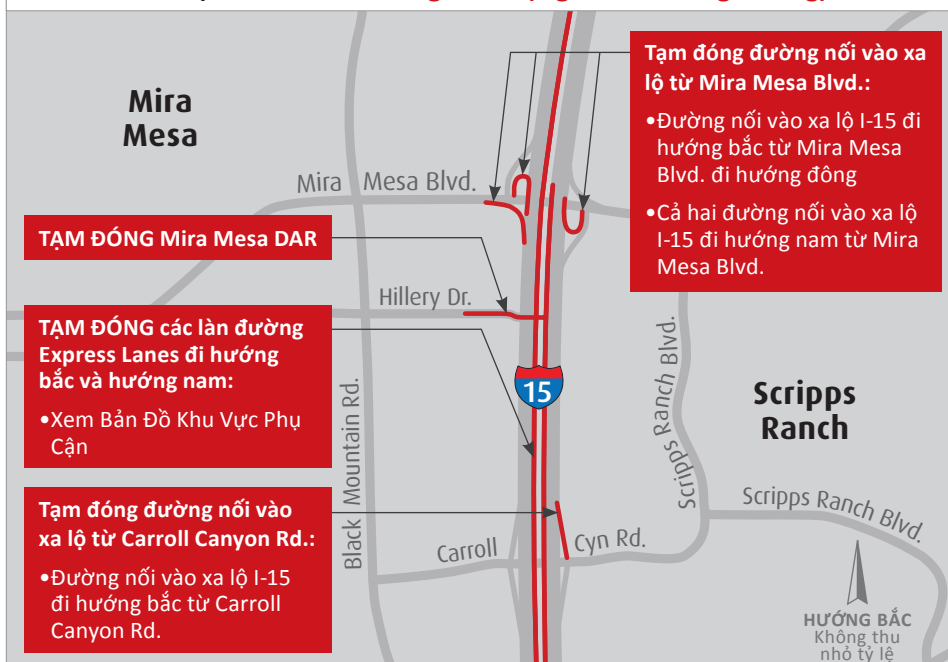 Tạm đóng đường nối vào xa
lộ từ Mira Mesa Blvd.:
•Đường nối vào xa lộ I-15 đi
hướng bắc từ Mira Mesa
Blvd. đi hướng đông
•Cả hai đường nối vào xa lộ
I-15 đi hướng nam từ Mira
Mesa Blvd.
Mira
Mesa
Mira Mesa Blvd.
TẠM ĐÓNG Mira Mesa DAR
Hillery Dr.
TẠM ĐÓNG các làn đường
Express Lanes đi hướng
bắc và hướng nam:
•Xem Bản Đồ Khu Vực Phụ
Cận
15
Black Mountain Rd.
Scripps Ranch Blvd.
Scripps
Ranch
Tạm đóng đường nối vào
xa lộ từ Carroll Canyon Rd.:
•Đường nối vào xa lộ I-15
đi hướng bắc từ Carroll
Canyon Rd.
Carroll Cyn Rd.
Scripps Ranch Blvd.
HƯỚNG BẮC
Không thu
nhỏ tỷ lệ